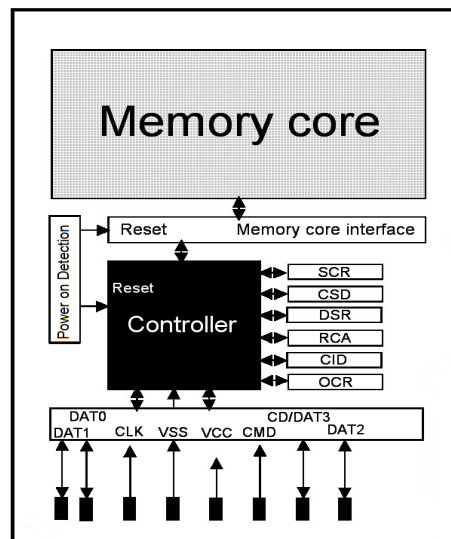 Memory core
Reset Memory core interface
Power on Detection
Reset
Controller
SCR
CSD
DSR
RCA
CID
OCR
DAT0 CD/DAT3
DAT1 CLK VSS VCC CMD DAT2